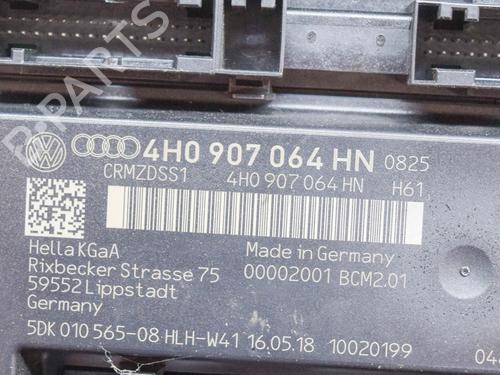 4H0 907 064 HN 0825
CRMZDSS1 4H0 907 064 HN H61
Hella KGaA Made in Germany
Rixbecker Strasse 75 00002001 BCM2.01
59552 Lippstadt
Germany
5DK 010 565-08 HLH-W41 16.05.18 10020199
B-PARTS